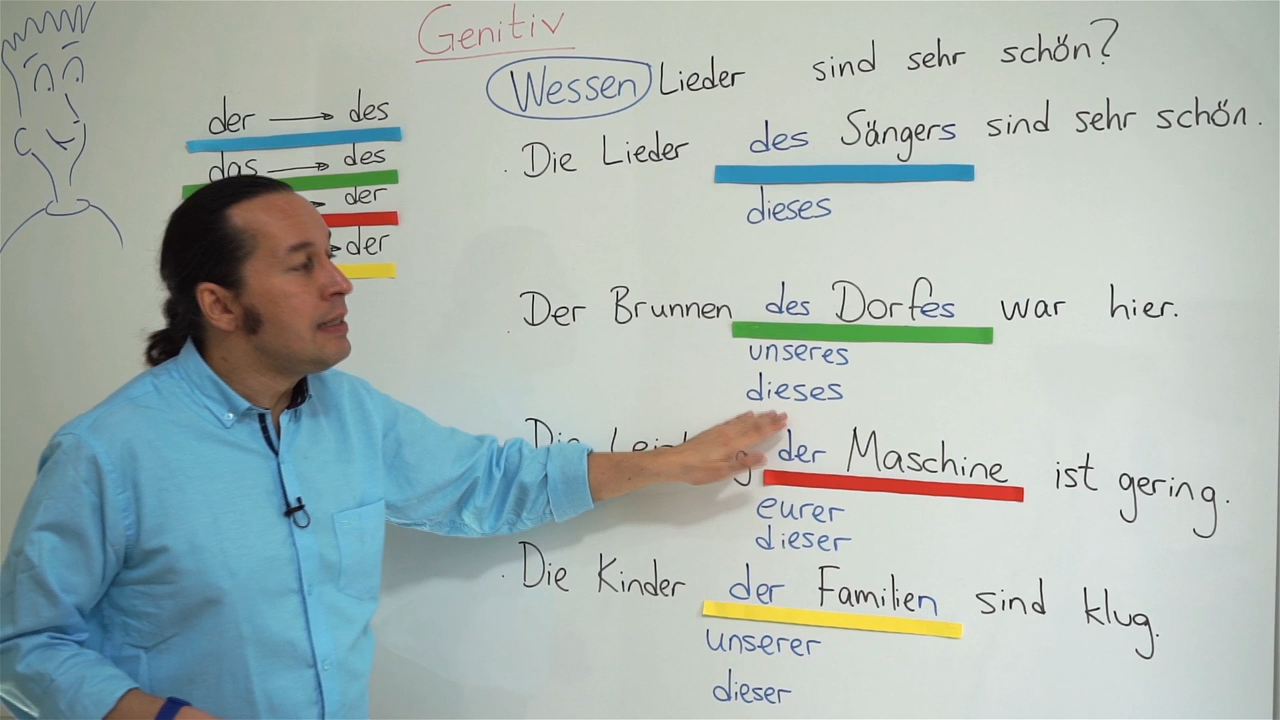 Genitiv
der → des
das → des
der
der
Wessen Lieder sind sehr schön?
Die Lieder des Sängers sind sehr schön.
dieses
Der Brunnen des Dorfes war hier.
unseres
dieses
Die der Maschine ist gering.
eurer
dieser
Die Kinder der Familien sind klug.
unserer
dieser